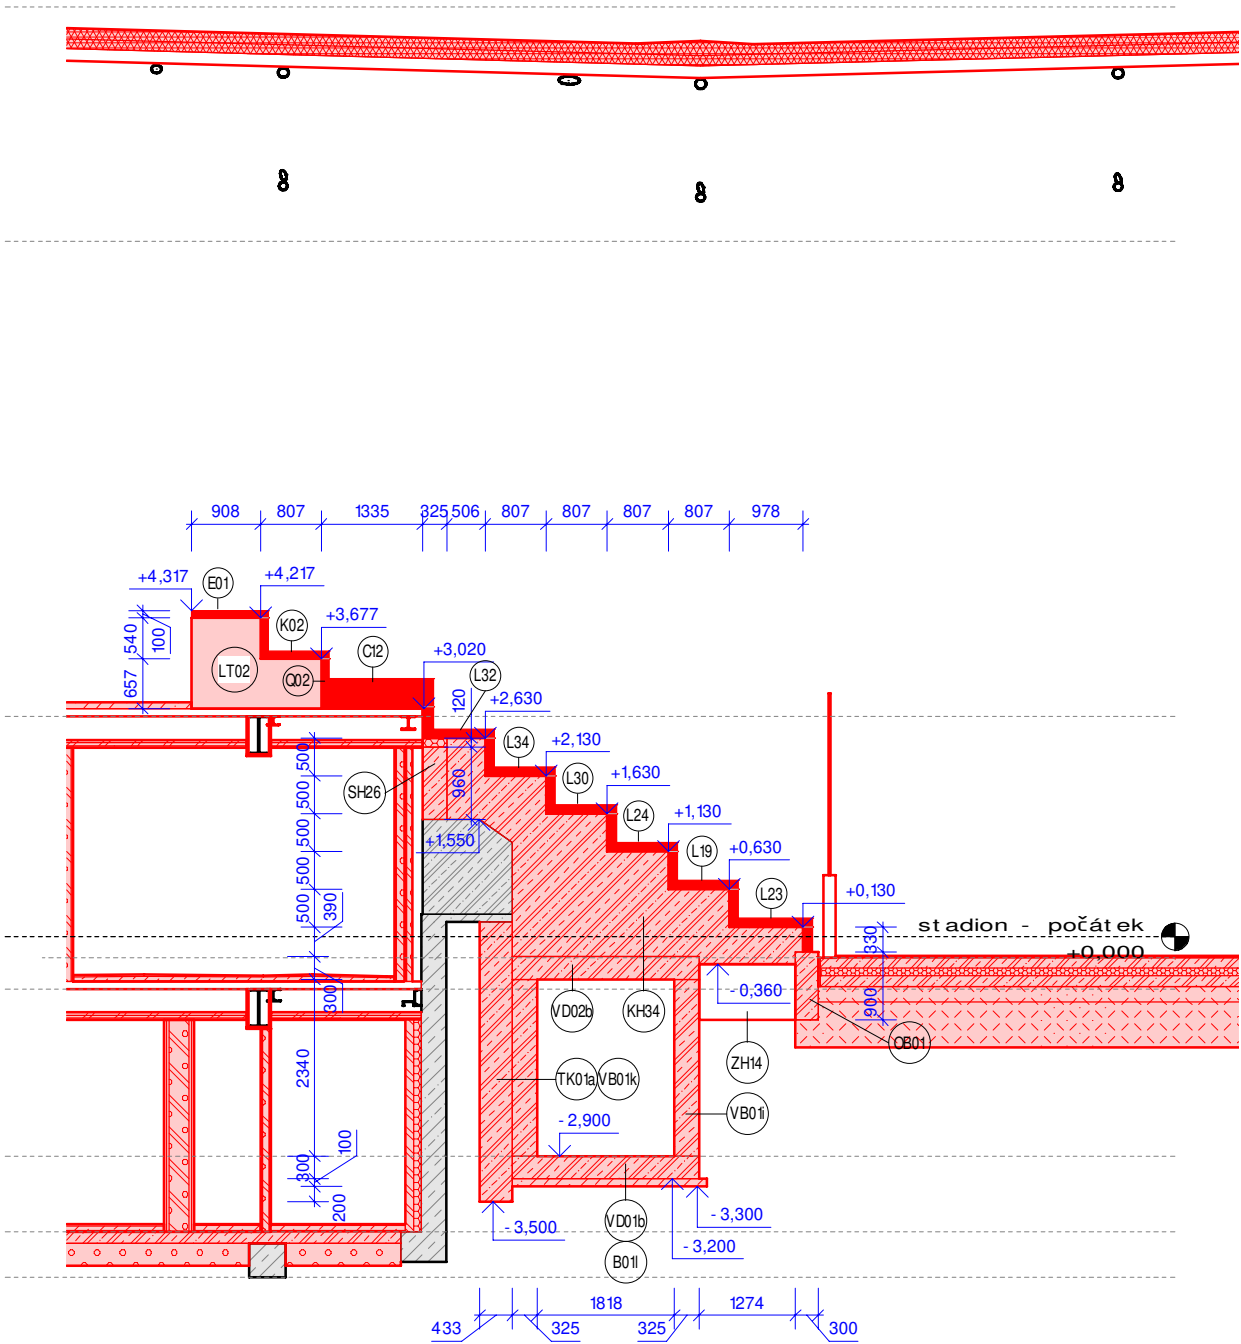 908 807 1335 325 506 807 807 807 807 978
+4,317 E01 +4,217
540 100 K02 +3,677
657 LT02 Q02 C12 +3,020
120 L32
+2,630
L34 +2,130
500 SH26 960 L30 +1,630
500 L24 +1,130
500 +1,550 L19 +0,630
500 L23 +0,130
500 390 330 stadion - počátek
+0,000
300 - 0,360 900
VD02b KH34 OB01
2340 TK01a VB01k ZH14
- 2,900 VB01i
300 100
200 - 3,500 VD01b - 3,300
B01l - 3,200
1818 1274
433 325 325 300